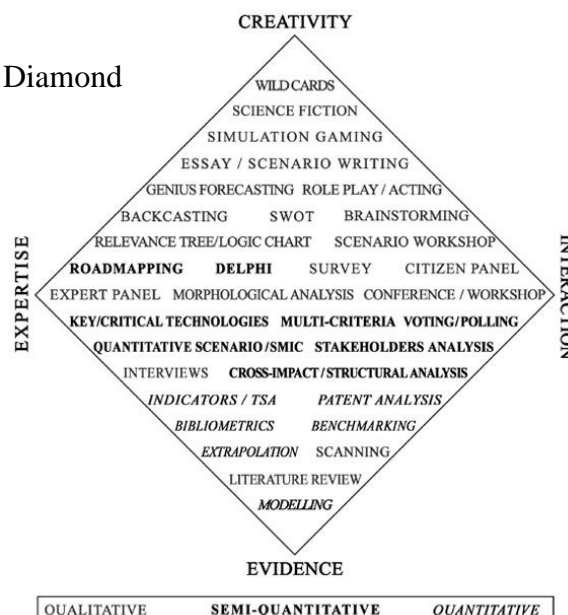 CREATIVITY
Diamond
WILD CARDS
SCIENCE FICTION
SIMULATION GAMING
ESSAY / SCENARIO WRITING
GENIUS FORECASTING ROLE PLAY / ACTING
BACKCASTING SWOT BRAINSTORMING
RELEVANCE TREE/LOGIC CHART SCENARIO WORKSHOP
ROADMAPPING DELPHI SURVEY CITIZEN PANEL
EXPERT PANEL MORPHOLOGICAL ANALYSIS CONFERENCE / WORKSHOP
KEY/CRITICAL TECHNOLOGIES MULTI-CRITERIA VOTING/POLLING
QUANTITATIVE SCENARIO/SMIC STAKEHOLDERS ANALYSIS
INTERVIEWS CROSS-IMPACT / STRUCTURAL ANALYSIS
INDICATORS / TSA PATENT ANALYSIS
BIBLIOMETRICS BENCHMARKING
EXTRAPOLATION SCANNING
LITERATURE REVIEW
MODELLING
EXPERTISE
INTERACTION
EVIDENCE
QUALITATIVE SEMI-QUANTITATIVE QUANTITATIVE